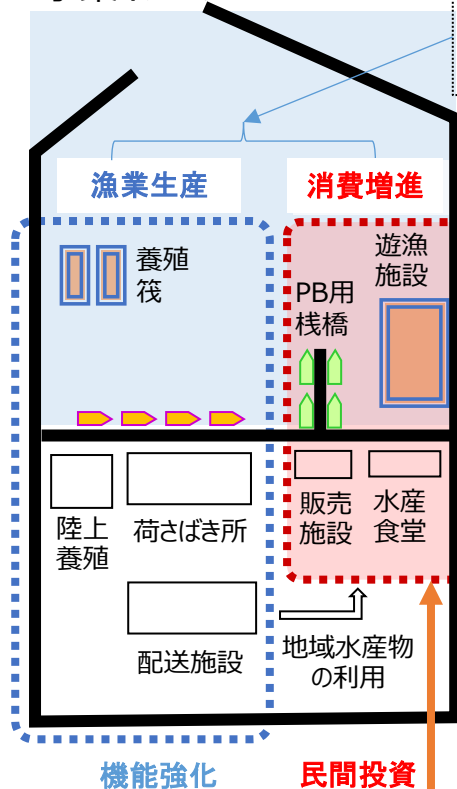 漁業生産
消費増進
養殖
筏
遊漁
施設
PB用
桟橋
陸上
養殖
荷さばき所
販売
施設
水産
食堂
配送施設
地域水産物
の利用
機能強化
民間投資